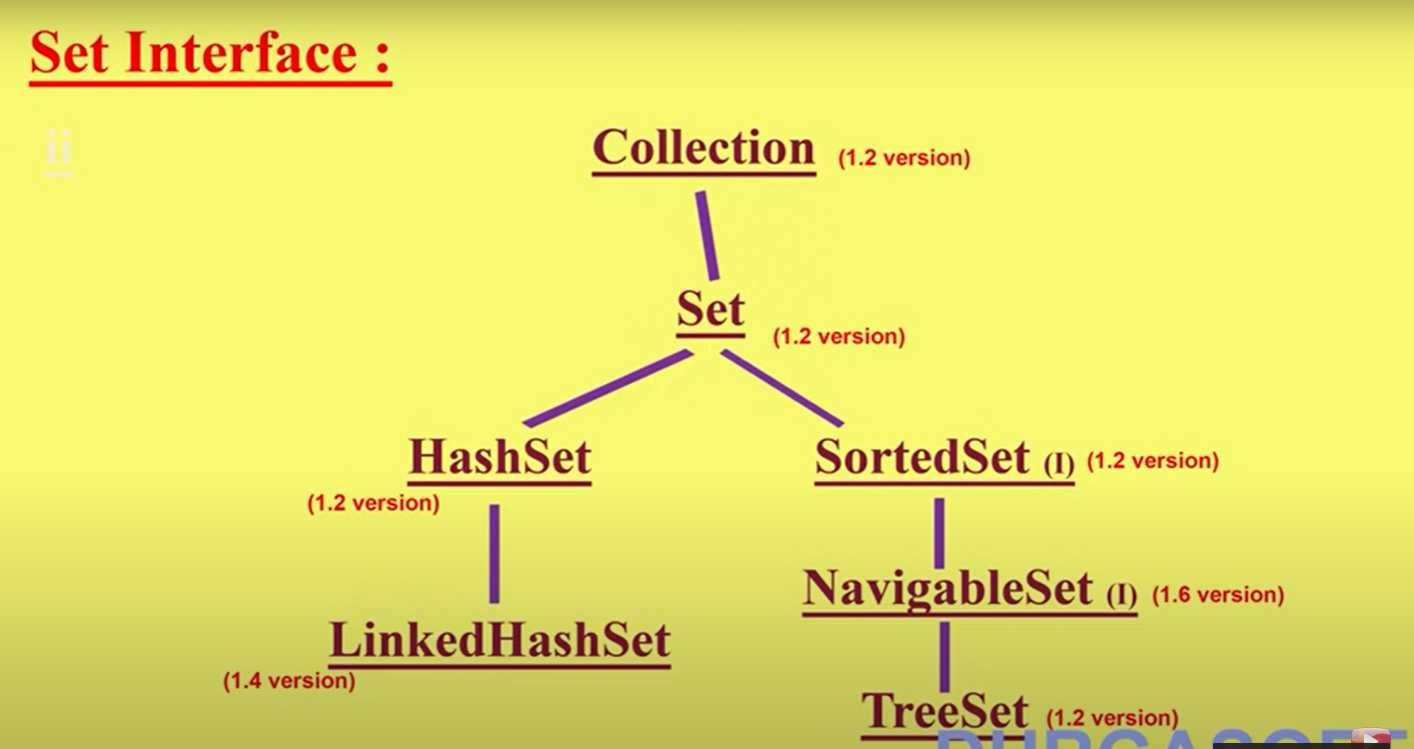 Set Interface :
ii
Collection (1.2 version)
Set
(1.2 version)
HashSet
SortedSet (I) (1.2 version)
(1.2 version)
NavigableSet (I) (1.6 version)
LinkedHashSet
(1.4 version)
TreeSet (1.2 version)